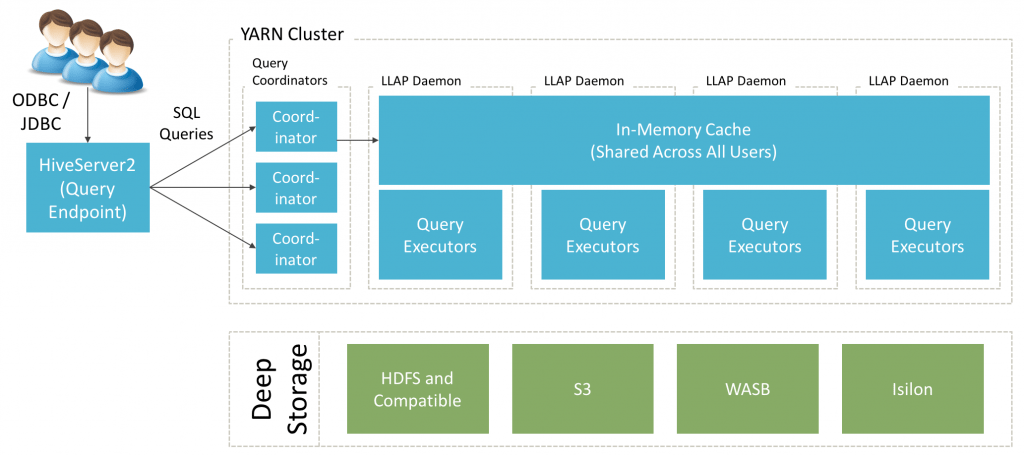 ODBC /
JDBC
HiveServer2
(Query
Endpoint)
SQL
Queries
YARN Cluster
Query
Coordinators
Coord-
inator
Coord-
inator
Coord-
inator
LLAP Daemon
LLAP Daemon
LLAP Daemon
LLAP Daemon
In-Memory Cache
(Shared Across All Users)
Query
Executors
Query
Executors
Query
Executors
Query
Executors
Deep
Storage
HDFS and
Compatible
S3
WASB
Isilon